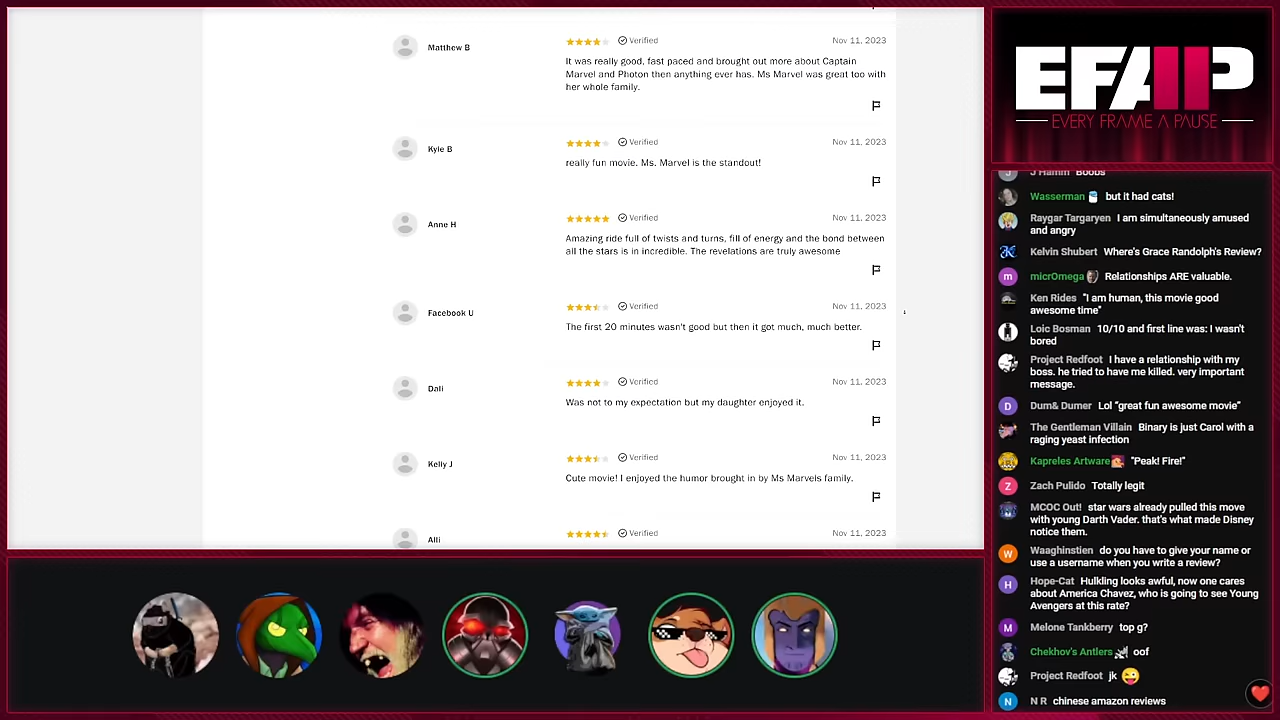 Matthew B
Verified
Nov 11, 2023
It was really good, fast paced and brought out more about Captain
Marvel and Photon then anything ever has. Ms Marvel was great too with
her whole family.
Kyle B
Verified
Nov 11, 2023
really fun movie. Ms. Marvel is the standout!
Anne H
Verified
Nov 11, 2023
Amazing ride full of twists and turns, fill of energy and the bond between
all the stars is in incredible. The revelations are truly awesome
Facebook U
Verified
Nov 11, 2023
The first 20 minutes wasn't good but then it got much, much better.
Dali
Verified
Nov 11, 2023
Was not to my expectation but my daughter enjoyed it.
Kelly J
Verified
Nov 11, 2023
Cute movie! I enjoyed the humor brought in by Ms Marvels family.
Alli
Verified
Nov 11, 2023
EFAP
EVERY FRAME A PAUSE
J J Hamm Boobs
Wasserman but it had cats!
Raygar Targaryen I am simultaneously amused
and angry
Kelvin Shubert Where's Grace Randolph's Review?
m micrOmega Relationships ARE valuable.
Ken Rides "I am human, this movie good
awesome time"
Loic Bosman 10/10 and first line was: I wasn't
bored
Project Redfoot I have a relationship with my
boss. he tried to have me killed. very important
message.
D Dum& Dumer Lol "great fun awesome movie"
The Gentleman Villain Binary is just Carol with a
raging yeast infection
Kapreles Artware "Peak! Fire!"
Z Zach Pulido Totally legit
MCOC Out! star wars already pulled this move
with young Darth Vader. that's what made Disney
notice them.
W Waaghinstien do you have to give your name or
use a username when you write a review?
H Hope-Cat Hulkling looks awful, now one cares
about America Chavez, who is going to see Young
Avengers at this rate?
M Melone Tankberry top g?
Chekhov's Antlers oof
Project Redfoot jk
N N R chinese amazon reviews